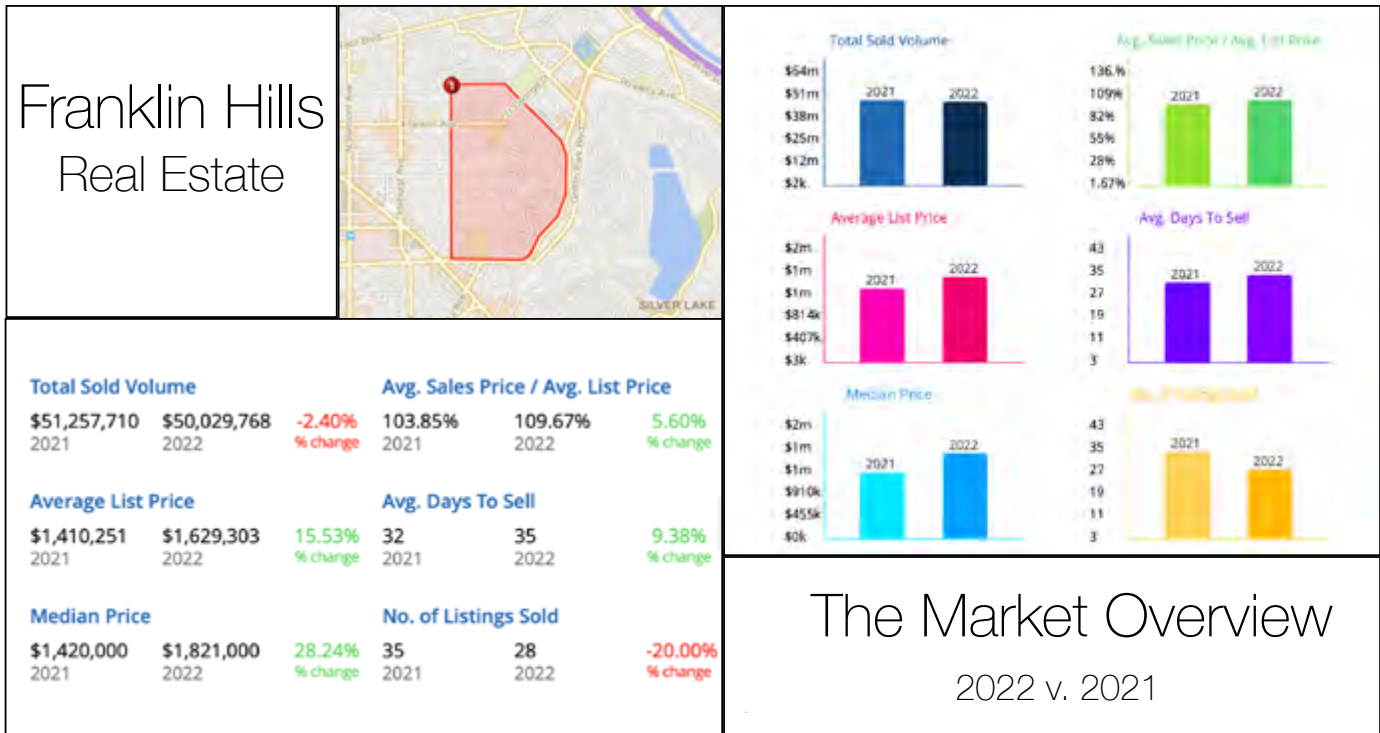 Franklin Hills
Real Estate
SILVER LAKE
Total Sold Volume
$51,257,710 $50,029,768 -2.40%
2021 2022 % change
Avg. Sales Price / Avg. List Price
103.85% 109.67% 5.60%
2021 2022 % change
Average List Price
$1,410,251 $1,629,303 15.53%
2021 2022 % change
Avg. Days To Sell
32 35 9.38%
2021 2022 % change
Median Price
$1,420,000 $1,821,000 28.24%
2021 2022 % change
No. of Listings Sold
35 28 -20.00%
2021 2022 % change
Total Sold Volume
$64m
$51m
$38m
$25m
$12m
$2k
2021 2022
Avg. Sales Price / Avg. List Price
136.%
109%
82%
55%
28%
1.67%
2021 2022
Average List Price
$2m
$1m
$1m
$814k
$407k
$3k
2021 2022
Avg. Days To Sell
43
35
27
19
11
3
2021 2022
Median Price
$2m
$1m
$1m
$910k
$455k
$0k
2021 2022
43
35
27
19
11
3
2021 2022
The Market Overview
2022 v. 2021